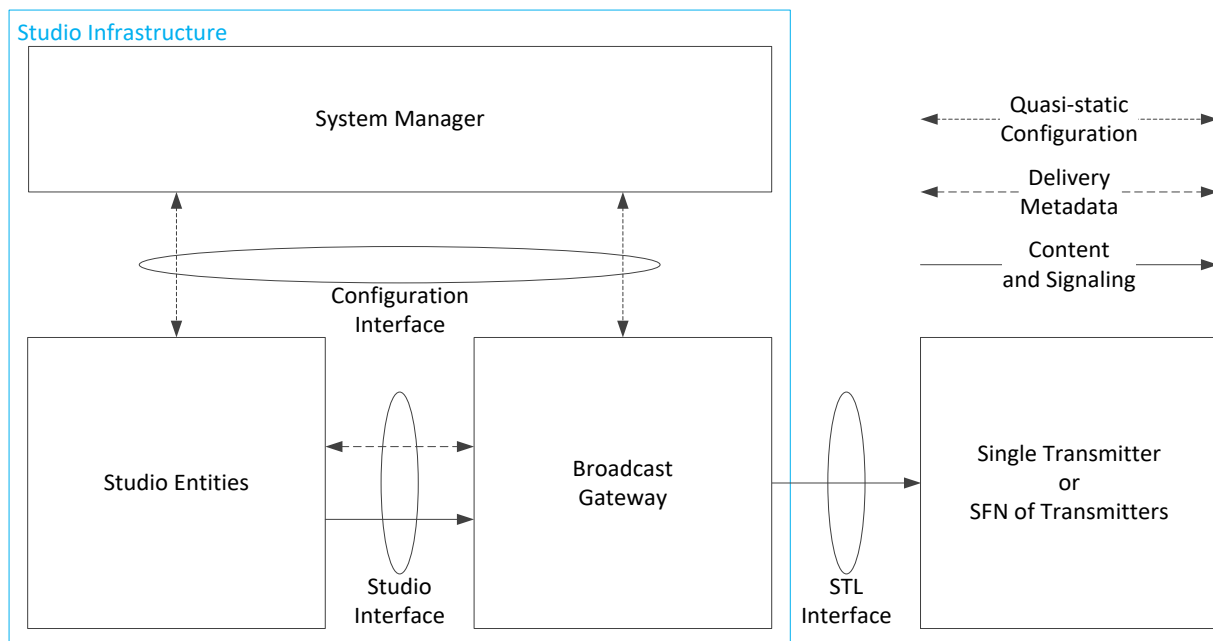 Studio Infrastructure
System Manager
Quasi-static
Configuration
Delivery
Metadata
Content
and Signaling
Configuration
Interface
Studio Entities
Broadcast
Gateway
Single Transmitter
or
SFN of Transmitters
Studio
Interface
STL
Interface